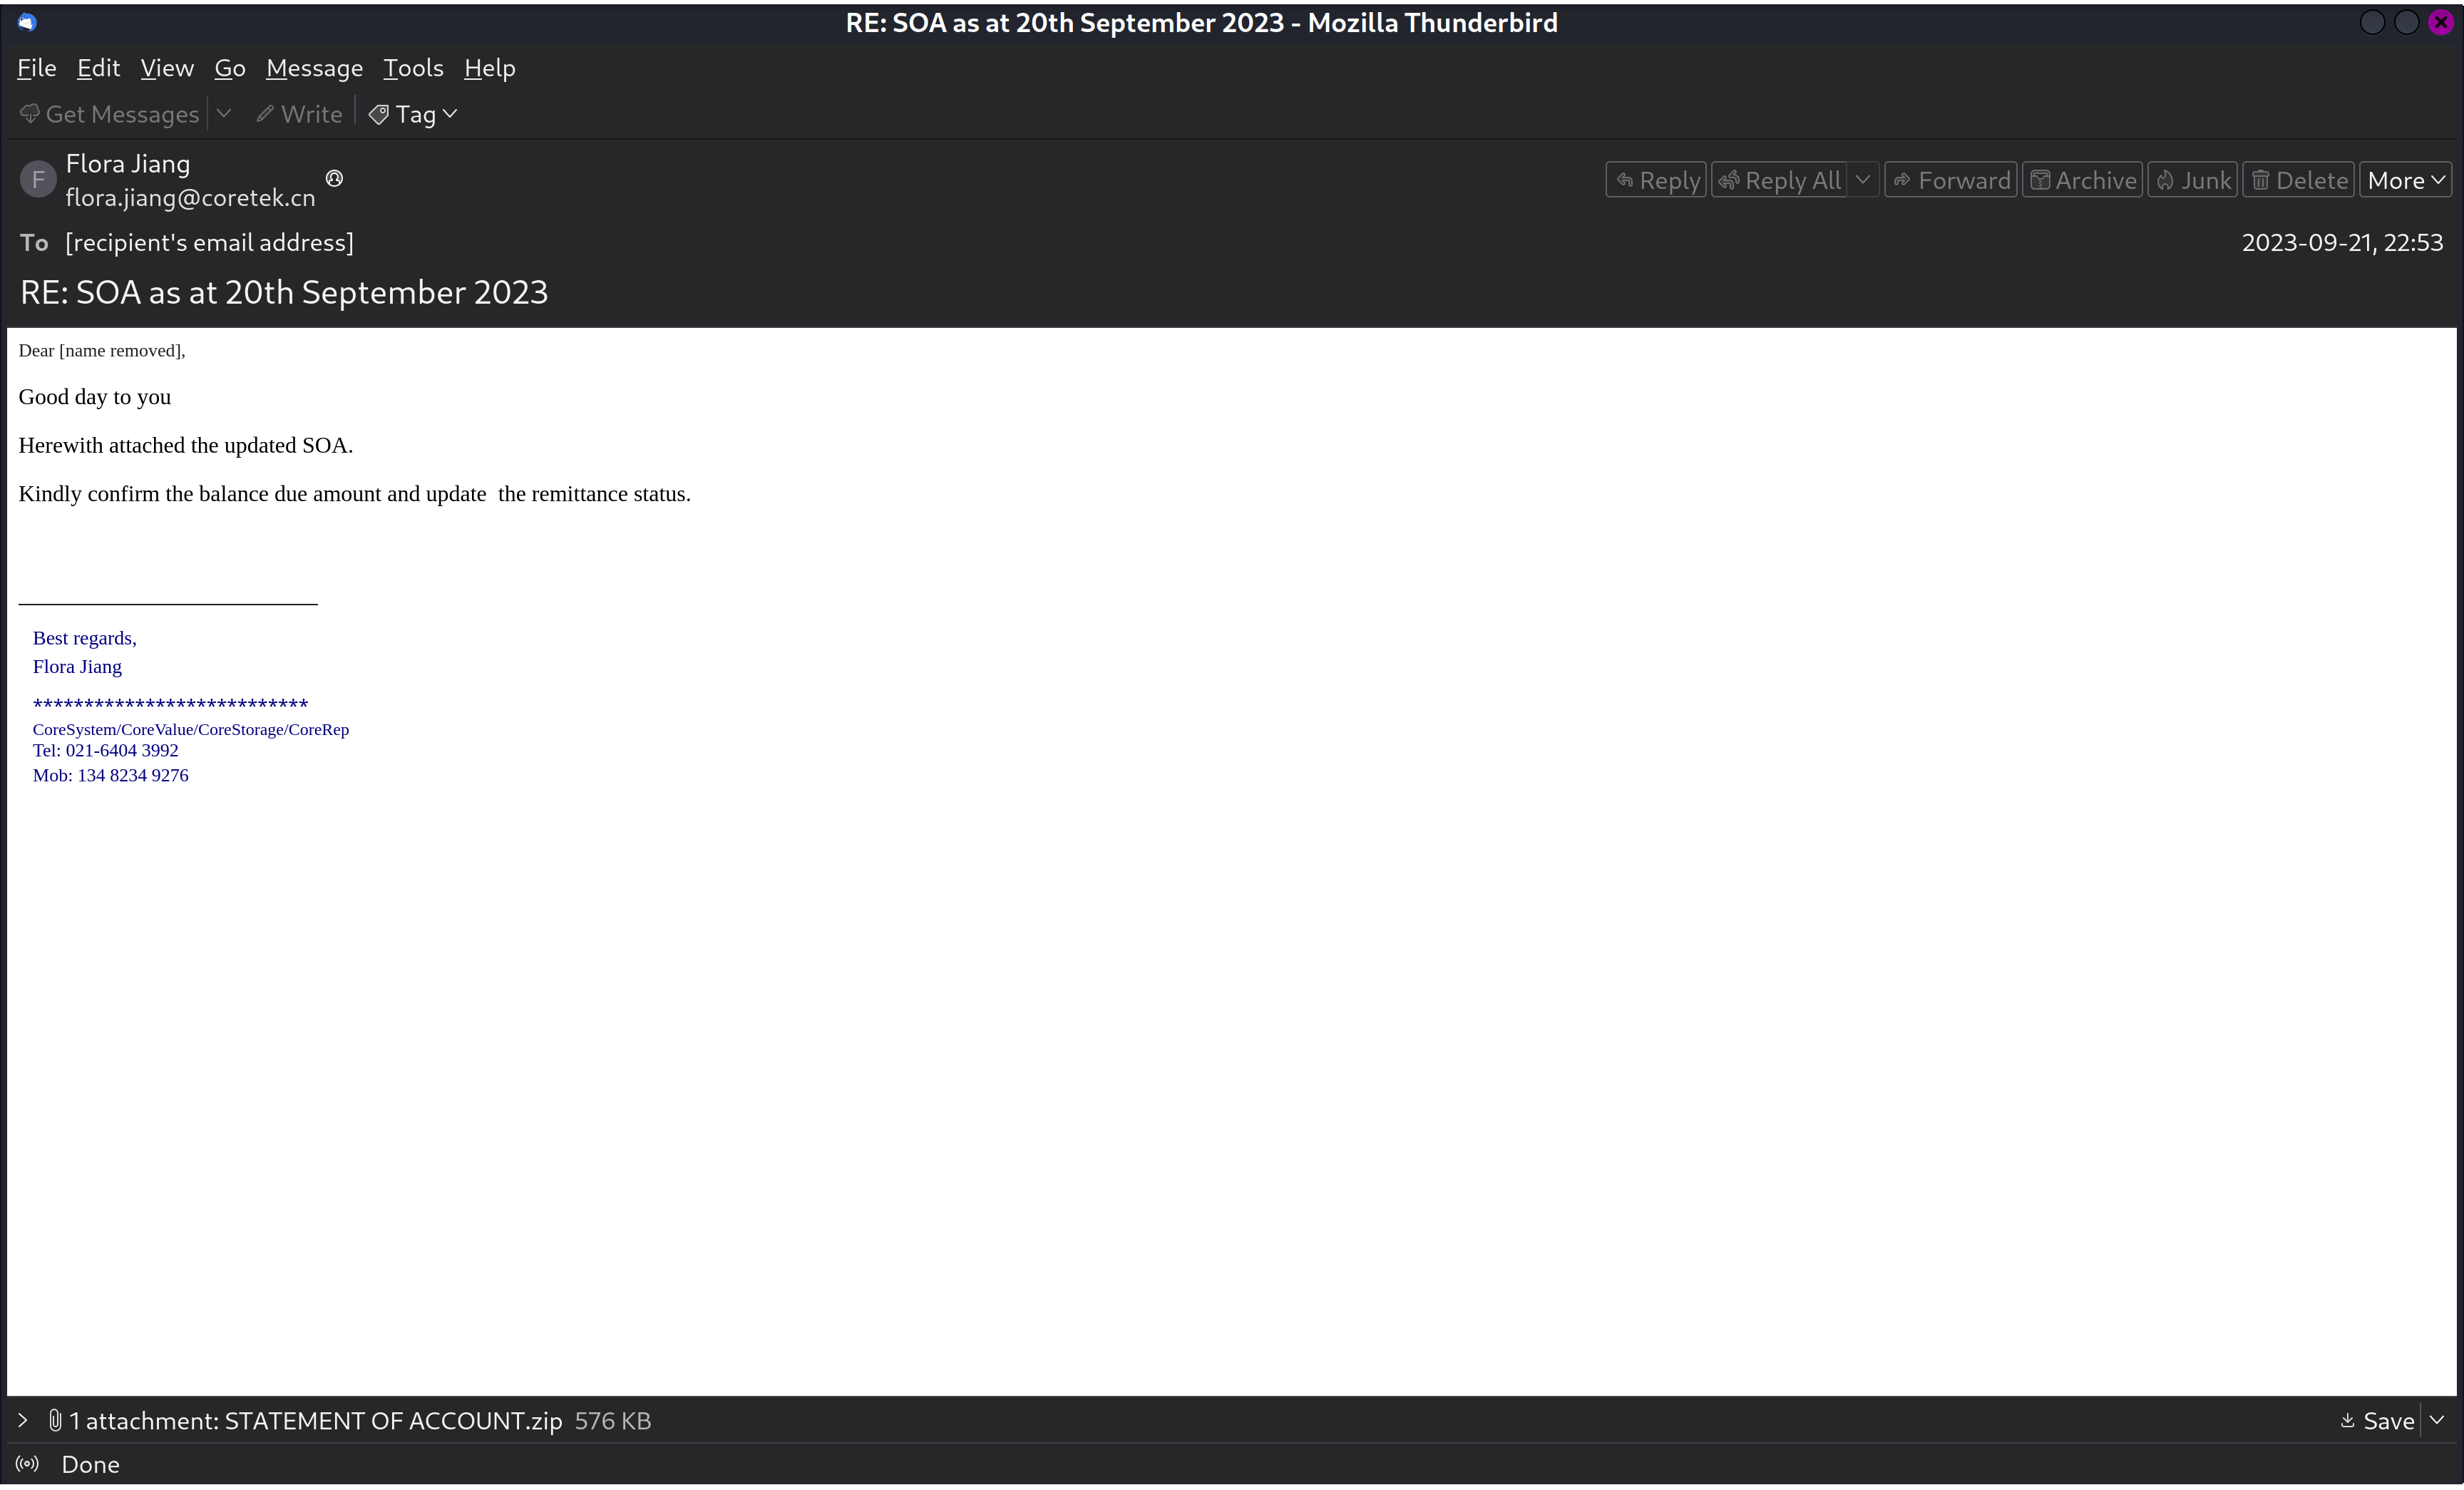 RE: SOA as at 20th September 2023 - Mozilla Thunderbird
File Edit View Go Message Tools Help
Get Messages Write Tag
F Flora Jiang
flora.jiang@coretek.cn
Reply Reply All Forward Archive Junk Delete More
To [recipient's email address] 2023-09-21, 22:53
RE: SOA as at 20th September 2023
Dear [name removed],
Good day to you
Herewith attached the updated SOA.
Kindly confirm the balance due amount and update  the remittance status.
Best regards,
Flora Jiang
***************************
CoreSystem/CoreValue/CoreStorage/CoreRep
Tel: 021-6404 3992
Mob: 134 8234 9276
1 attachment: STATEMENT OF ACCOUNT.zip 576 KB Save
Done